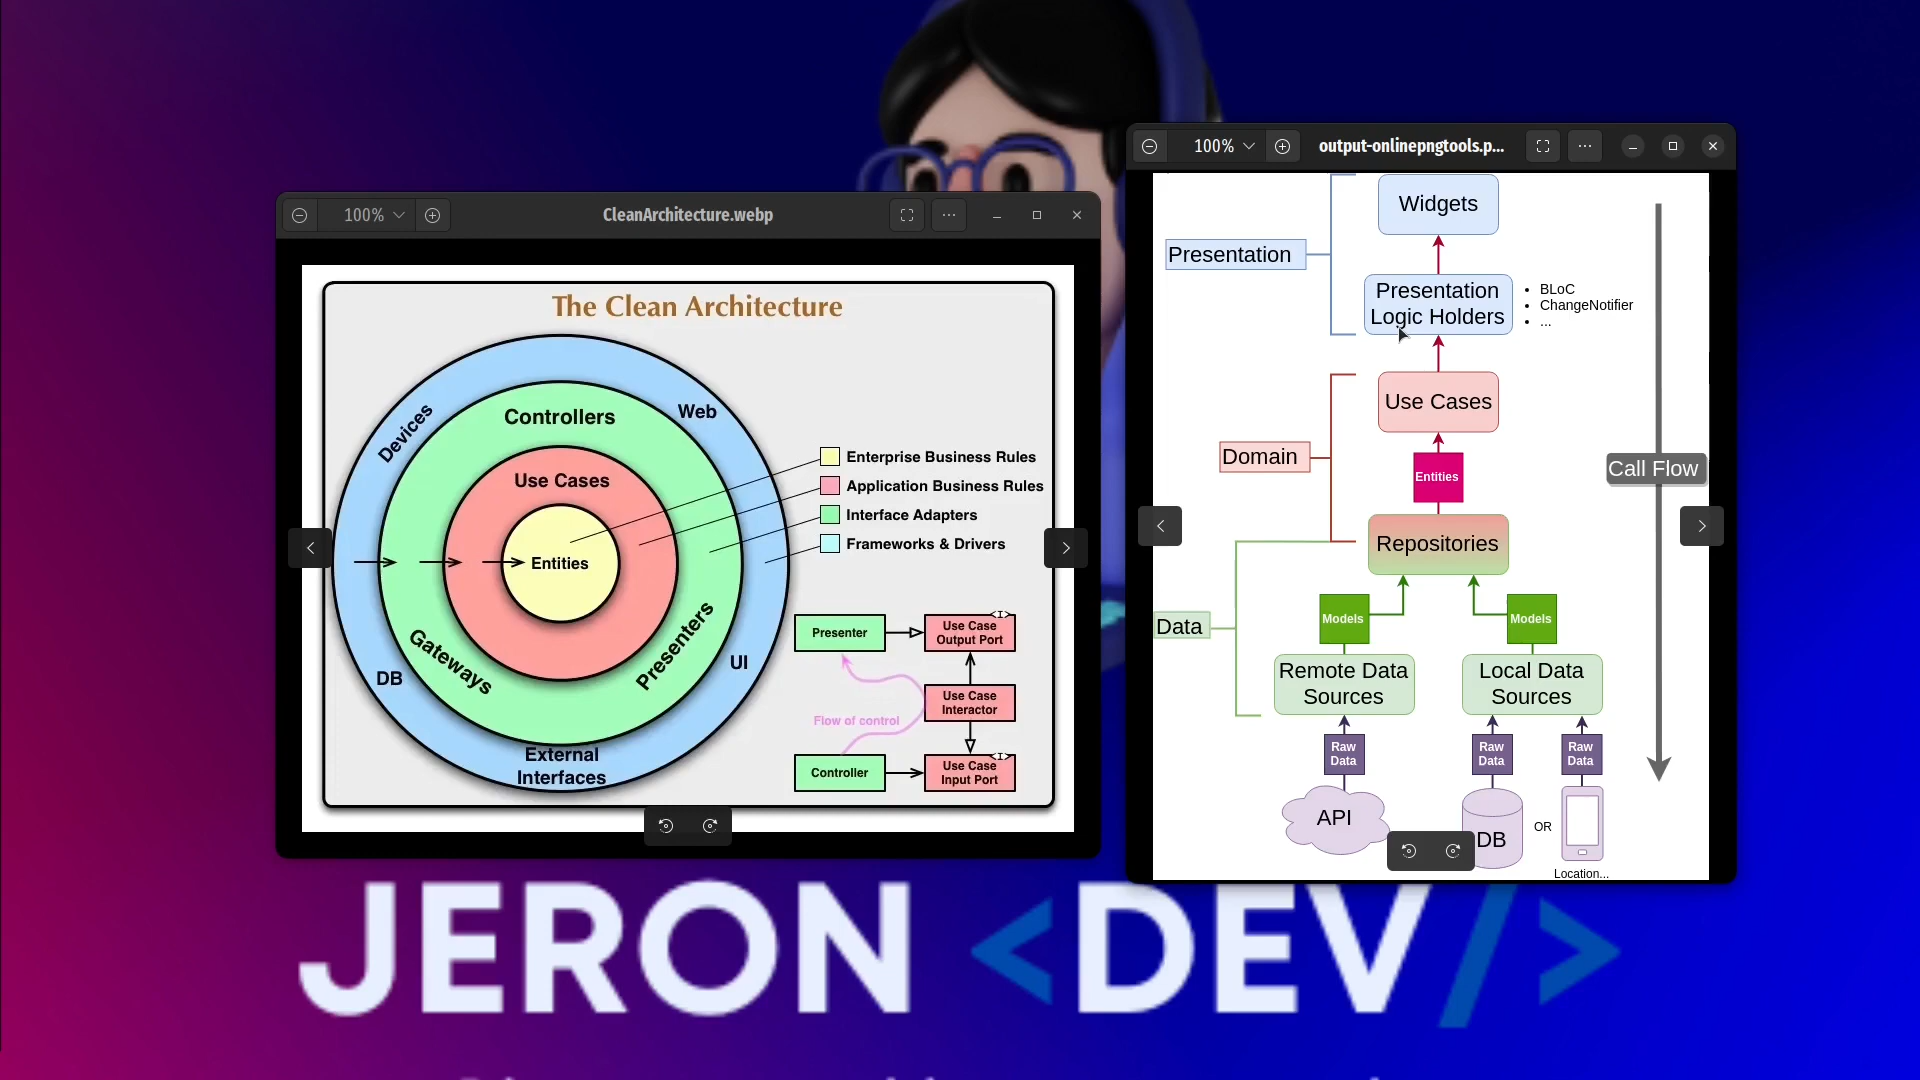 100%
CleanArchitecture.webp
The Clean Architecture
Devices
Controllers
Web
Use Cases
Entities
Gateways
Presenters
DB
UI
External
Interfaces
Enterprise Business Rules
Application Business Rules
Interface Adapters
Frameworks & Drivers
Presenter
<I>
Use Case
Output Port
Use Case
Interactor
Flow of control
Controller
<I>
Use Case
Input Port
100%
output-onlinepngtools.p...
Widgets
Presentation
Presentation
Logic Holders
• BLoC
• ChangeNotifier
• ...
Use Cases
Domain
Entities
Call Flow
Repositories
Models
Models
Data
Remote Data
Sources
Local Data
Sources
Raw
Data
Raw
Data
Raw
Data
API
DB
OR
Location...
JERON <DEV/>